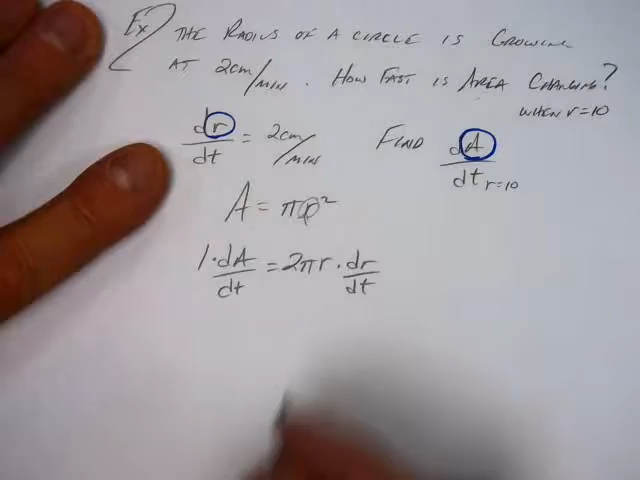 Ex THE RADIUS OF A CIRCLE IS GROWING
AT 2cm/MIN. HOW FAST IS AREA CHANGING?
WHEN r=10
dr/dt = 2cm/MIN FIND dA/dt r=10
A = πr²
1·dA/dt = 2πr·dr/dt